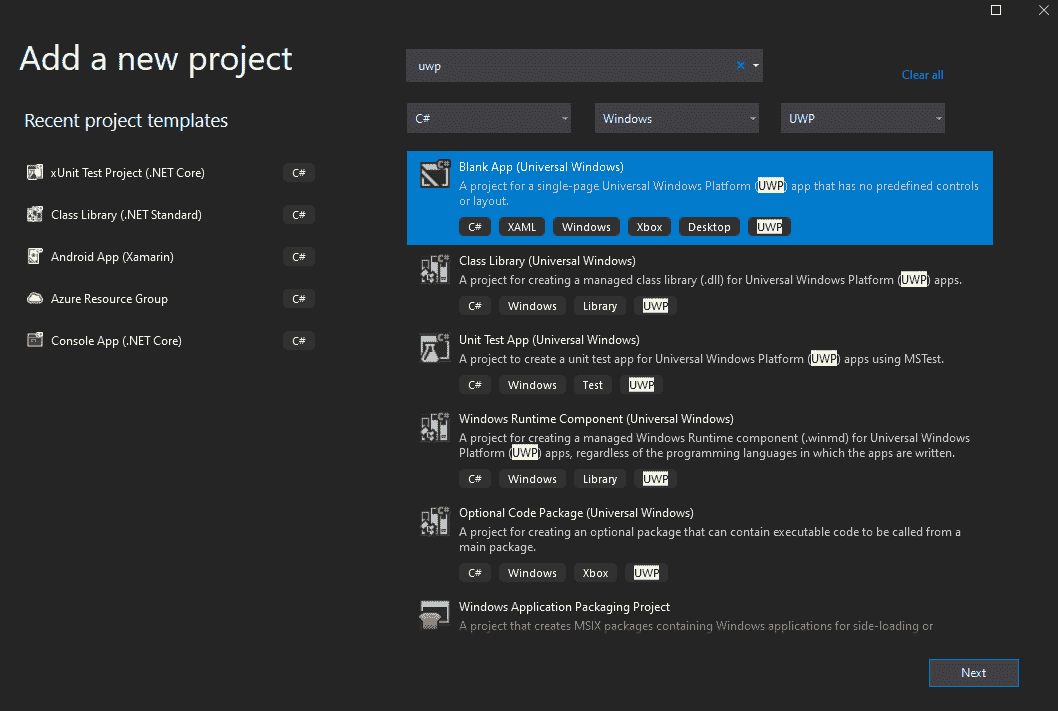 Add a new project
Recent project templates
xUnit Test Project (.NET Core) C#
Class Library (.NET Standard) C#
Android App (Xamarin) C#
Azure Resource Group C#
Console App (.NET Core) C#
uwp
Clear all
C# Windows UWP
Blank App (Universal Windows)
A project for a single-page Universal Windows Platform (UWP) app that has no predefined controls
or layout.
C# XAML Windows Xbox Desktop UWP
Class Library (Universal Windows)
A project for creating a managed class library (.dll) for Universal Windows Platform (UWP) apps.
C# Windows Library UWP
Unit Test App (Universal Windows)
A project to create a unit test app for Universal Windows Platform (UWP) apps using MSTest.
C# Windows Test UWP
Windows Runtime Component (Universal Windows)
A project for creating a managed Windows Runtime component (.winmd) for Universal Windows
Platform (UWP) apps, regardless of the programming languages in which the apps are written.
C# Windows Library UWP
Optional Code Package (Universal Windows)
A project for creating an optional package that can contain executable code to be called from a
main package.
C# Windows Xbox UWP
Windows Application Packaging Project
A project that creates MSIX packages containing Windows applications for side-loading or
Next